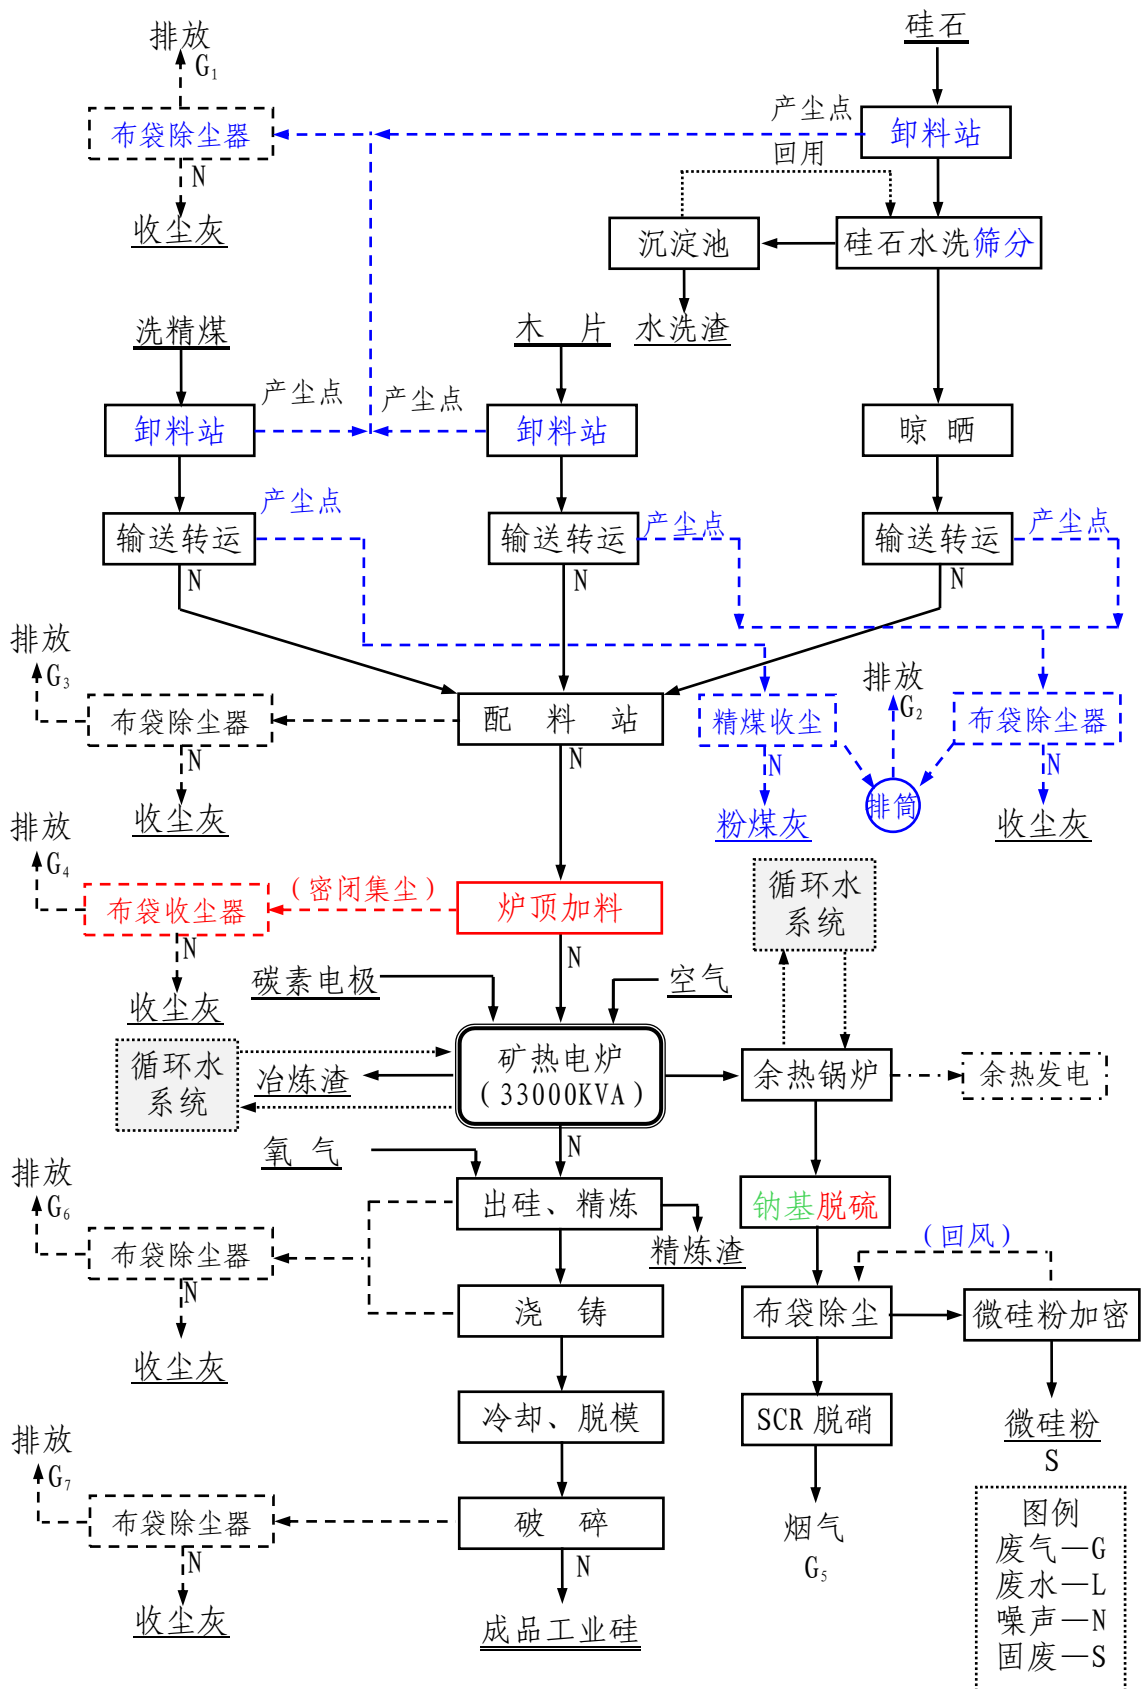 硅石
排放
G₁
产尘点
布袋除尘器
卸料站
回用
N
收尘灰
沉淀池
硅石水洗筛分
洗精煤
木 片
水洗渣
产尘点
产尘点
卸料站
卸料站
晾 晒
产尘点
产尘点
产尘点
输送转运
输送转运
输送转运
N
N
N
排放
G₃
排放
G₂
布袋除尘器
配 料 站
精煤收尘
布袋除尘器
N
N
N
N
排筒
收尘灰
粉煤灰
收尘灰
排放
G₄
(密闭集尘)
布袋收尘器
炉顶加料
循环水
系统
N
N
碳素电极
空气
收尘灰
循环水
系统
冶炼渣
矿热电炉
(33000KVA)
余热锅炉
余热发电
N
氧 气
排放
G₆
出硅、精炼
钠基脱硫
布袋除尘器
精炼渣
(回风)
N
浇 铸
布袋除尘
微硅粉加密
收尘灰
冷却、脱模
SCR 脱硝
微硅粉
S
排放
G₇
布袋除尘器
破 碎
烟气
G₅
N
N
收尘灰
成品工业硅
图例
废气—G
废水—L
噪声—N
固废—S